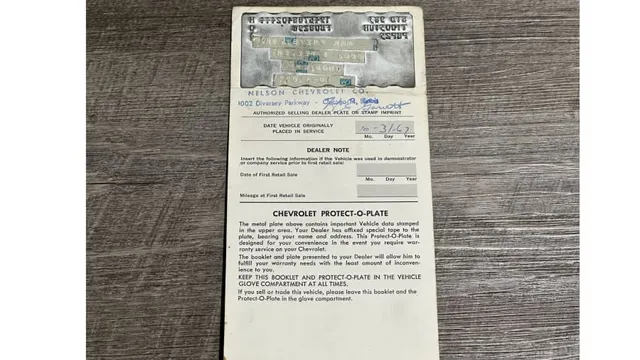 NELSON CHEVROLET CO.
1002 Diversey Parkway -
AUTHORIZED SELLING DEALER PLATE OR STAMP IMPRINT
DATE VEHICLE ORIGINALLY
PLACED IN SERVICE
10-31-67
Mo. Day Year
DEALER NOTE
Insert the following information if the Vehicle was used in demonstrator
or company service prior to first retail sale:
Date of First Retail Sale
Mo. Day Year
Mileage at First Retail Sale
CHEVROLET PROTECT-O-PLATE
The metal plate above contains important Vehicle data stamped
in the upper area. Your Dealer has affixed special tape to the
plate, bearing your name and address. This Protect-O-Plate is
designed for your convenience in the event you require war-
ranty service on your Chevrolet.
The booklet and plate presented to your Dealer will allow him to
fulfill your warranty needs with the least amount of inconven-
ience to you.
KEEP THIS BOOKLET AND PROTECT-O-PLATE IN THE VEHICLE
GLOVE COMPARTMENT AT ALL TIMES.
If you sell or trade this vehicle, please leave this booklet and the
Protect-O-Plate in the glove compartment.